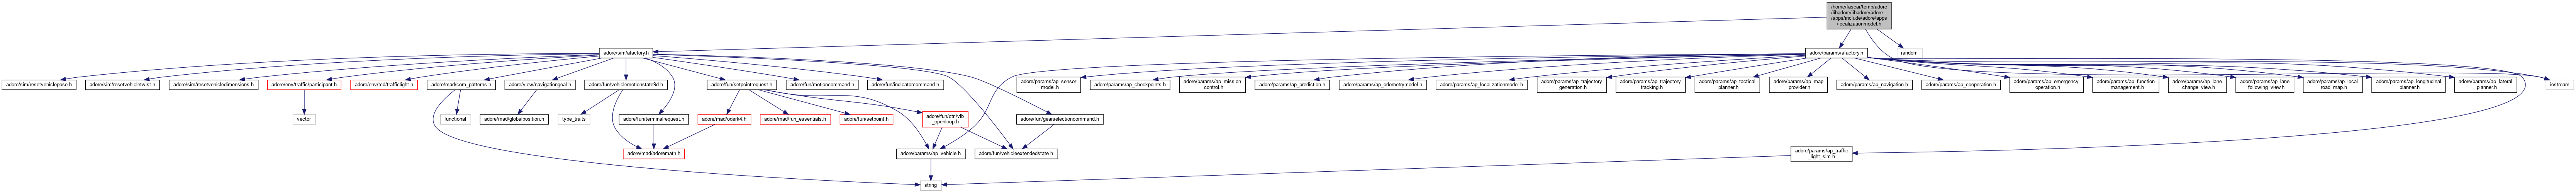 /home/fascar/temp/adore
/libadore/libadore/adore
/apps/include/adore/apps
/localizationmodel.h
adore/sim/afactory.h
adore/params/afactory.h
random
adore/sim/resetvehiclepose.h
adore/sim/resetvehicletwist.h
adore/sim/resetvehicledimensions.h
adore/env/traffic/participant.h
adore/env/tcd/trafficlight.h
adore/mad/com_patterns.h
adore/view/navigationgoal.h
adore/fun/vehiclemotionstate9d.h
adore/fun/setpointrequest.h
adore/fun/motioncommand.h
adore/fun/indicatorcommand.h
adore/params/ap_sensor
_model.h
adore/params/ap_checkpoints.h
adore/params/ap_mission
_control.h
adore/params/ap_prediction.h
adore/params/ap_odometrymodel.h
adore/params/ap_localizationmodel.h
adore/params/ap_trajectory
_generation.h
adore/params/ap_trajectory
_tracking.h
adore/params/ap_tactical
_planner.h
adore/params/ap_map
_provider.h
adore/params/ap_navigation.h
adore/params/ap_cooperation.h
adore/params/ap_emergency
_operation.h
adore/params/ap_function
_management.h
adore/params/ap_lane
_change_view.h
adore/params/ap_lane
_following_view.h
adore/params/ap_local
_road_map.h
adore/params/ap_longitudinal
_planner.h
adore/params/ap_lateral
_planner.h
iostream
vector
functional
adore/mad/globalposition.h
type_traits
adore/fun/terminalrequest.h
adore/mad/oderk4.h
adore/mad/fun_essentials.h
adore/fun/setpoint.h
adore/fun/ctrl/vlb
_openloop.h
adore/fun/gearselectioncommand.h
adore/mad/adoremath.h
adore/params/ap_vehicle.h
adore/fun/vehicleextendedstate.h
adore/params/ap_traffic
_light_sim.h
string